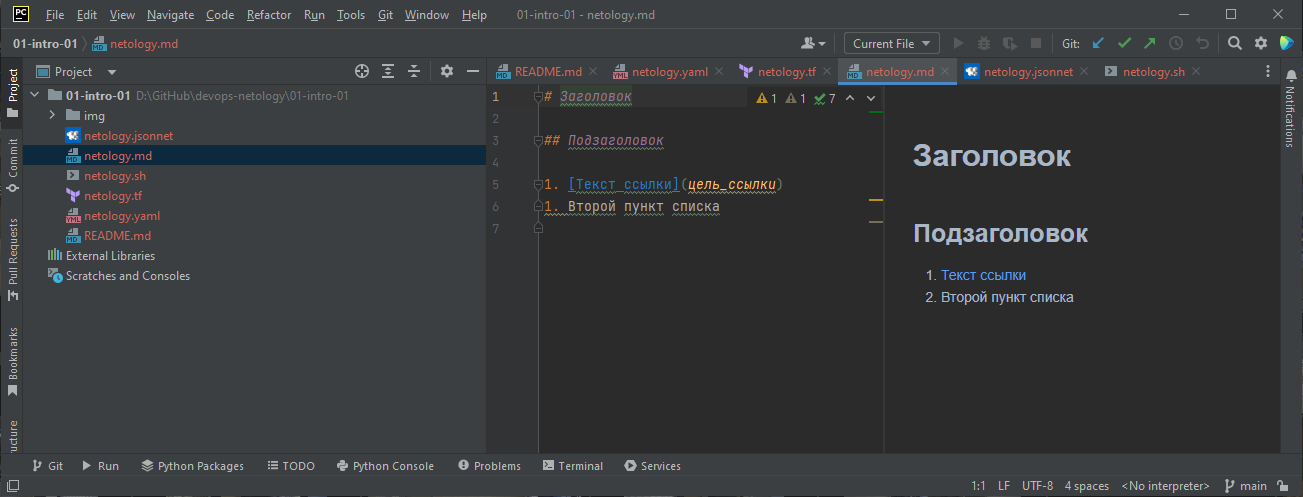 PC File Edit View Navigate Code Refactor Run Tools Git Window Help 01-intro-01 - netology.md
01-intro-01 netology.md Current File Git:
Project
Project
README.md netology.yaml netology.tf netology.md netology.jsonnet netology.sh
01-intro-01 D:\GitHub\devops-netology\01-intro-01
img
netology.jsonnet
netology.md
netology.sh
netology.tf
netology.yaml
README.md
External Libraries
Scratches and Consoles
Commit
Pull Requests
Bookmarks
ucture
1 # Заголовок
1 1 7
2
3 ## Подзаголовок
4
5 1. [Текст ссылки](цель_ссылки)
6 1. Второй пункт списка
7
Заголовок
Подзаголовок
1. Текст ссылки
2. Второй пункт списка
Notifications
Git Run Python Packages TODO Python Console Problems Terminal Services
1:1 LF UTF-8 4 spaces <No interpreter> main